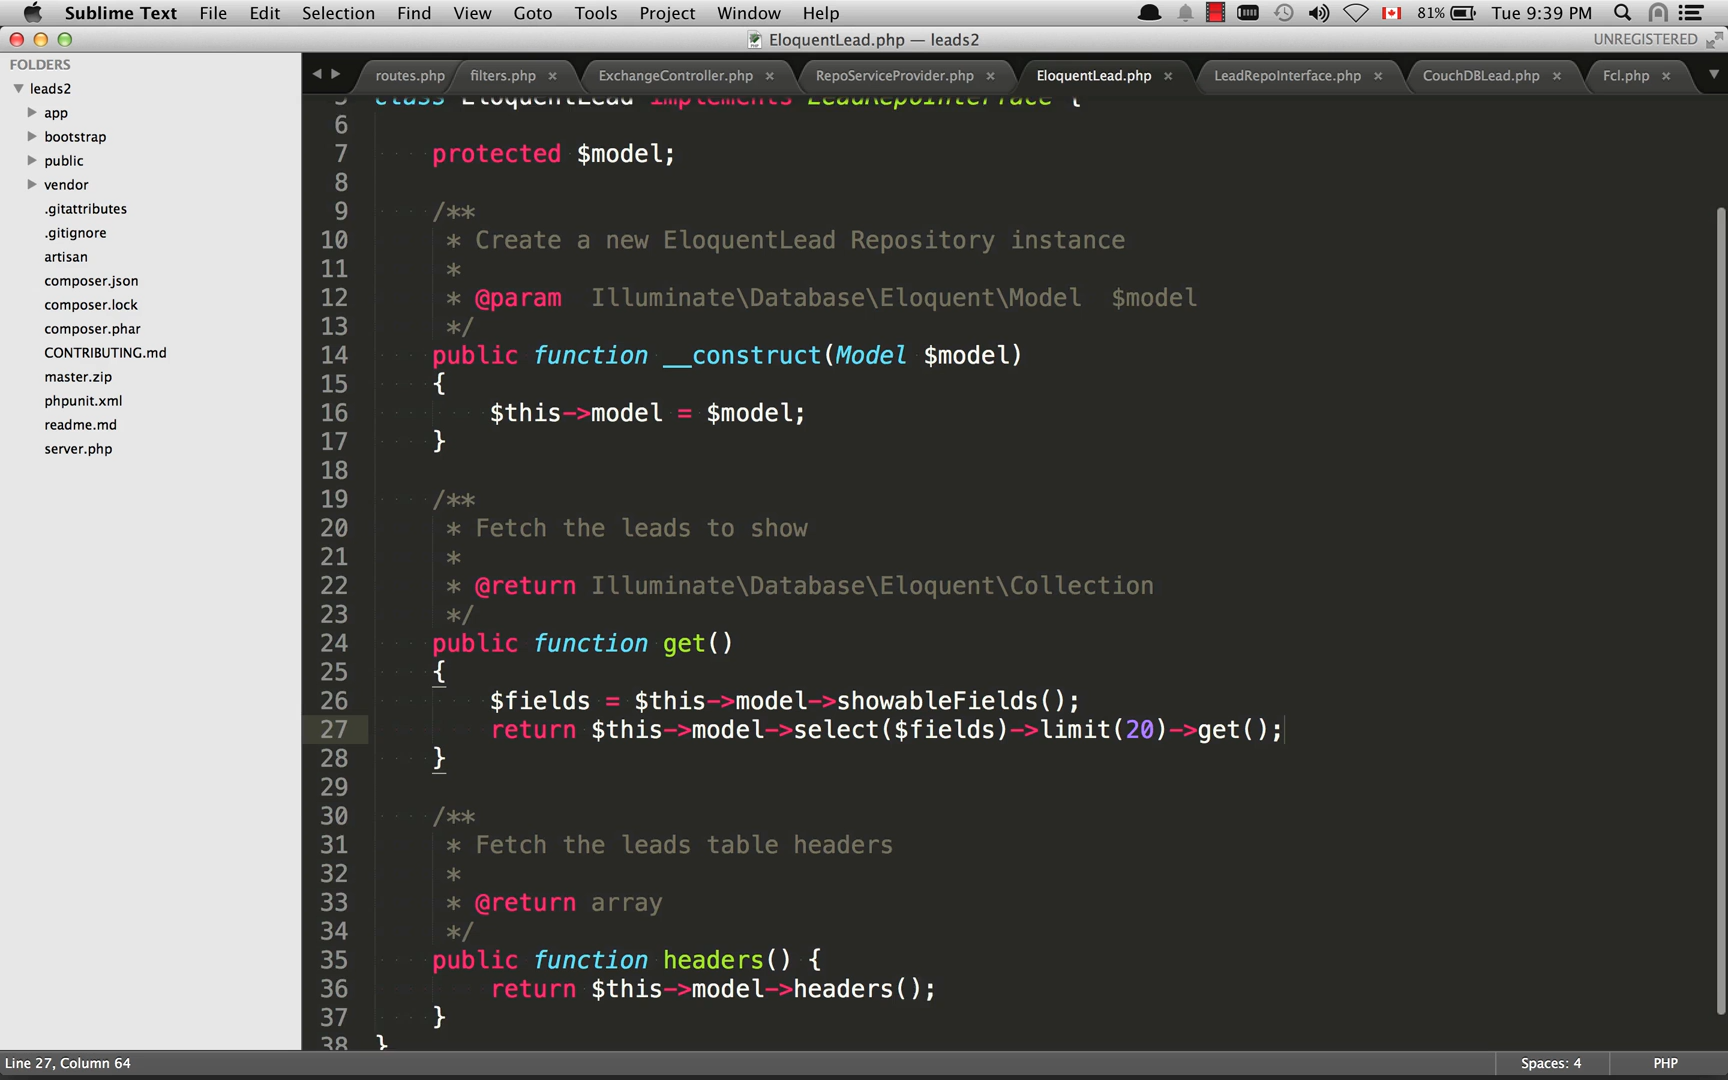 Sublime Text File Edit Selection Find View Goto Tools Project Window Help 81% Tue 9:39 PM
EloquentLead.php — leads2 UNREGISTERED
FOLDERS
leads2
app
bootstrap
public
vendor
.gitattributes
.gitignore
artisan
composer.json
composer.lock
composer.phar
CONTRIBUTING.md
master.zip
phpunit.xml
readme.md
server.php
routes.php filters.php × ExchangeController.php × RepoServiceProvider.php × EloquentLead.php × LeadRepoInterface.php × CouchDBLead.php × Fcl.php ×
5 class EloquentLead implements LeadRepoInterface {
6
7 protected $model;
8
9 /**
10 * Create a new EloquentLead Repository instance
11 *
12 * @param Illuminate\Database\Eloquent\Model $model
13 */
14 public function __construct(Model $model)
15 {
16 $this->model = $model;
17 }
18
19 /**
20 * Fetch the leads to show
21 *
22 * @return Illuminate\Database\Eloquent\Collection
23 */
24 public function get()
25 {
26 $fields = $this->model->showableFields();
27 return $this->model->select($fields)->limit(20)->get();
28 }
29
30 /**
31 * Fetch the leads table headers
32 *
33 * @return array
34 */
35 public function headers() {
36 return $this->model->headers();
37 }
38 }
Line 27, Column 64 Spaces: 4 PHP